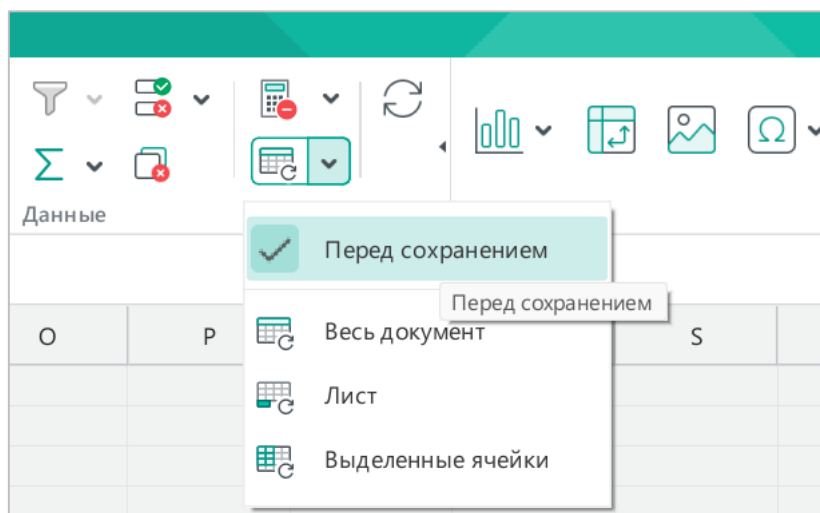 Данные
Перед сохранением
Перед сохранением
Весь документ
O P S
Лист
Выделенные ячейки